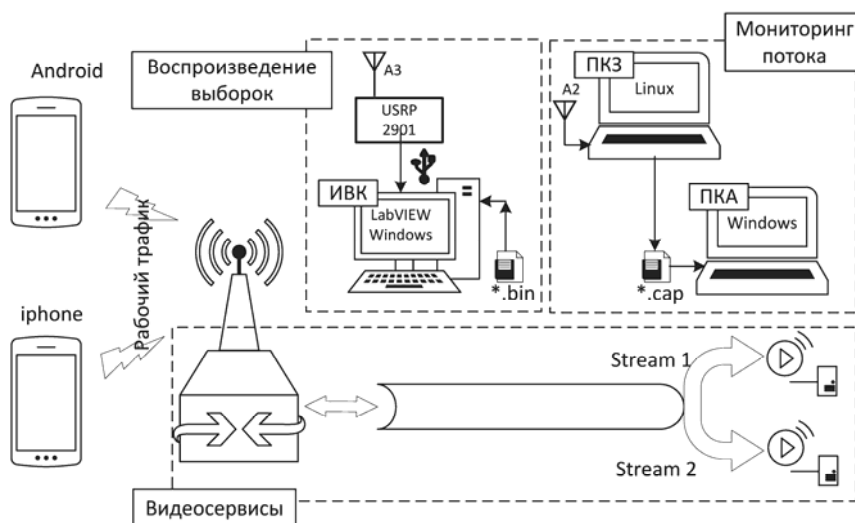 Android
Воспроизведение
выборок
A3
USRP
2901
ИВК
LabVIEW
Windows
*.bin
Мониторинг
потока
ПКЗ
Linux
A2
ПКА
Windows
*.cap
Рабочий трафик
iphone
Stream 1
Stream 2
Видеосервисы